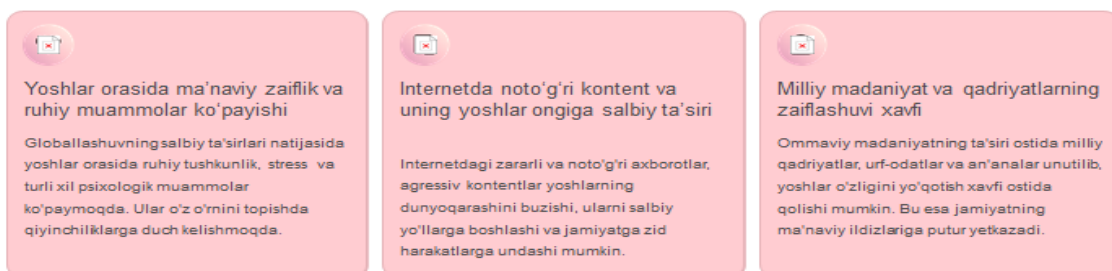 Yoshlar orasida ma'naviy zaiflik va
ruhiy muammolar ko'payishi
Globallashuvning salbiy ta'sirlari natijasida
yoshlar orasida ruhiy tushkunlik, stress va
turli xil psixologik muammolar
ko'paymoqda. Ular o'z o'rnini topishda
qiyinchiliklarga duch kelishmoqda.
Internetda noto'g'ri kontent va
uning yoshlar ongiga salbiy ta'siri
Internetdagi zararli va noto'g'ri axborotlar,
agressiv kontentlar yoshlarning
dunyoqarashini buzishi, ularni salbiy
yo'llarga boshlashi va jamiyatga zid
harakatlarga undashi mumkin.
Milliy madaniyat va qadriyatlarning
zaiflashuvi xavfi
Ommaviy madaniyatning ta'siri ostida milliy
qadriyatlar, urf-odatlar va an'analar unutilib,
yoshlar o'zligini yo'qotish xavfi ostida
qolishi mumkin. Bu esa jamiyatning
ma'naviy ildizlariga putur yetkazadi.